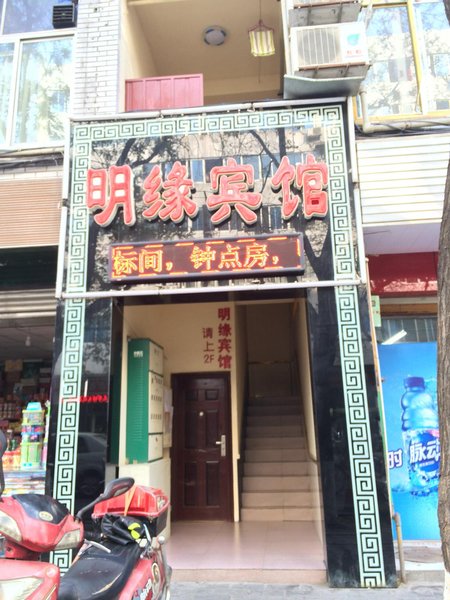 明缘宾馆
标间，钟点房，
明缘宾馆
请上2F
脉动
时